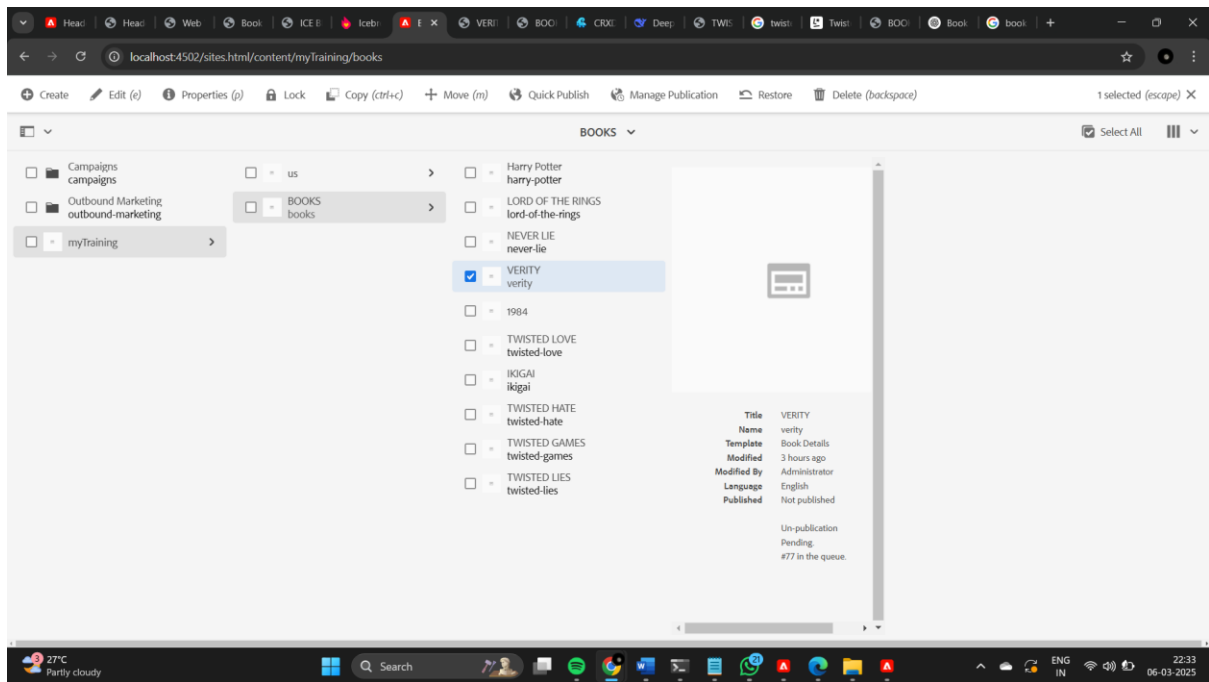 Head
Head
Web
Book
ICE B
Icebr
E
VERI
BOO
CRXD
Deep
TWIS
twist
Twist
BOO
Book
book
localhost:4502/sites.html/content/myTraining/books
Create
Edit (e)
Properties (p)
Lock
Copy (ctrl+c)
Move (m)
Quick Publish
Manage Publication
Restore
Delete (backspace)
1 selected (escape)
BOOKS
Select All
Campaigns
campaigns
Outbound Marketing
outbound-marketing
myTraining
us
BOOKS
books
Harry Potter
harry-potter
LORD OF THE RINGS
lord-of-the-rings
NEVER LIE
never-lie
VERITY
verity
1984
TWISTED LOVE
twisted-love
IKIGAI
ikigai
TWISTED HATE
twisted-hate
TWISTED GAMES
twisted-games
TWISTED LIES
twisted-lies
Title VERITY
Name verity
Template Book Details
Modified 3 hours ago
Modified By Administrator
Language English
Published Not published
Un-publication
Pending.
#77 in the queue.
3
27°C
Partly cloudy
Search
21
ENG
IN
22:33
06-03-2025